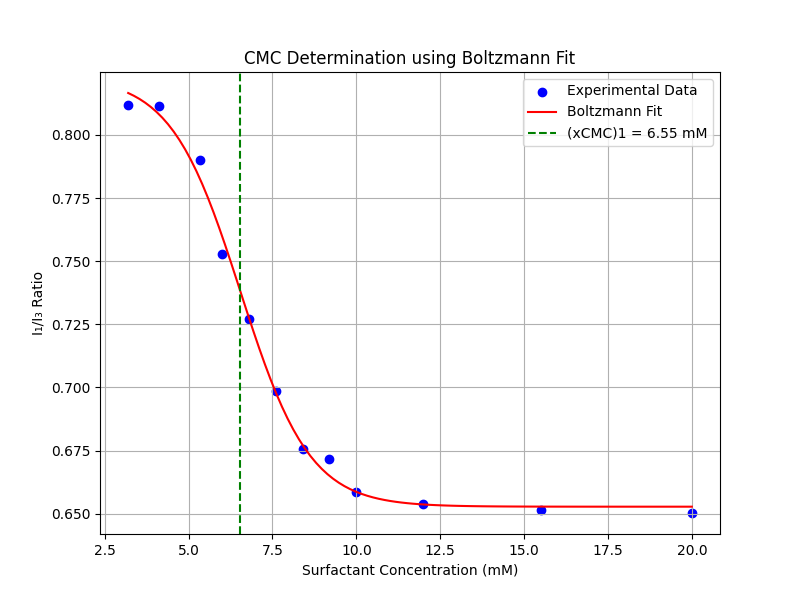 CMC Determination using Boltzmann Fit
Experimental Data
Boltzmann Fit
(xCMC)1 = 6.55 mM
I₁/I₃ Ratio
0.800
0.775
0.750
0.725
0.700
0.675
0.650
2.5 5.0 7.5 10.0 12.5 15.0 17.5 20.0
Surfactant Concentration (mM)